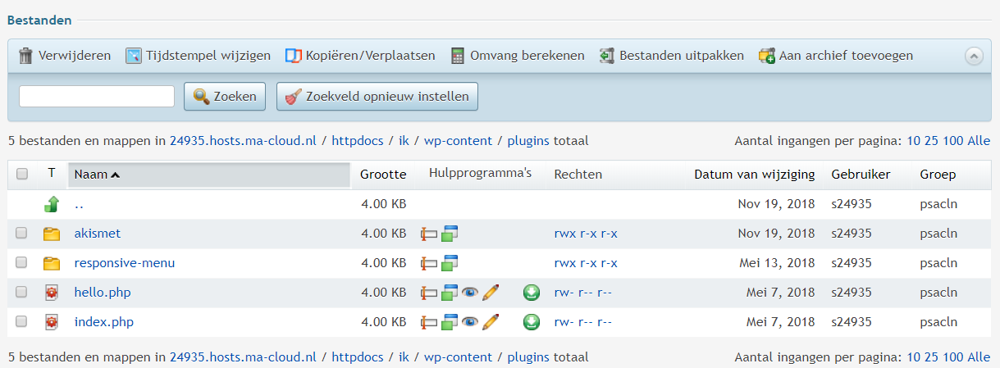 Bestanden
Verwijderen Tijdstempel wijzigen Kopiëren/Verplaatsen Omvang berekenen Bestanden uitpakken Aan archief toevoegen
Zoeken Zoekveld opnieuw instellen
5 bestanden en mappen in 24935.hosts.ma-cloud.nl / httpdocs / ik / wp-content / plugins totaal Aantal ingangen per pagina: 10 25 100 Alle
T Naam Grootte Hulpprogramma's Rechten Datum van wijziging Gebruiker Groep
.. 4.00 KB Nov 19, 2018 s24935 psacln
akismet 4.00 KB rwx r-x r-x Nov 19, 2018 s24935 psacln
responsive-menu 4.00 KB rwx r-x r-x Mei 13, 2018 s24935 psacln
hello.php 4.00 KB rw- r-- r-- Mei 7, 2018 s24935 psacln
index.php 4.00 KB rw- r-- r-- Mei 7, 2018 s24935 psacln
5 bestanden en mappen in 24935.hosts.ma-cloud.nl / httpdocs / ik / wp-content / plugins totaal Aantal ingangen per pagina: 10 25 100 Alle